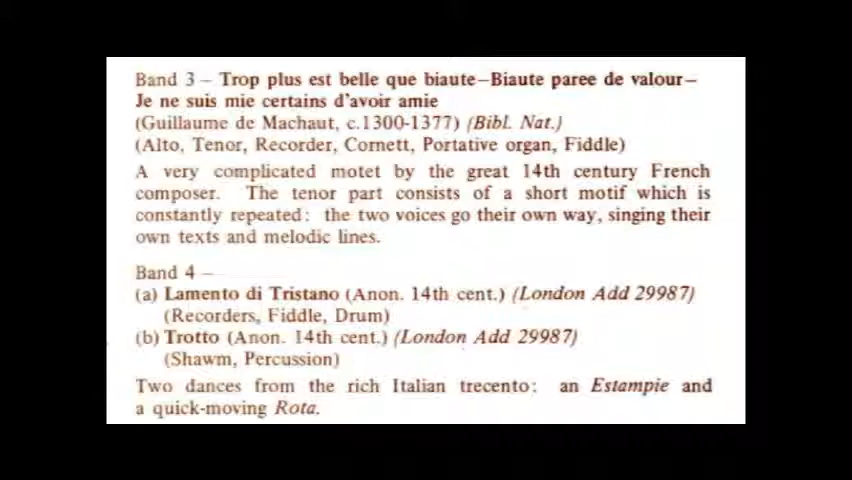 Band 3 – Trop plus est belle que biaute–Biaute paree de valour–
Je ne suis mie certains d'avoir amie
(Guillaume de Machaut, c.1300-1377) (Bibl. Nat.)
(Alto, Tenor, Recorder, Cornett, Portative organ, Fiddle)
A very complicated motet by the great 14th century French
composer. The tenor part consists of a short motif which is
constantly repeated: the two voices go their own way, singing their
own texts and melodic lines.
Band 4 –
(a) Lamento di Tristano (Anon. 14th cent.) (London Add 29987)
(Recorders, Fiddle, Drum)
(b) Trotto (Anon. 14th cent.) (London Add 29987)
(Shawm, Percussion)
Two dances from the rich Italian trecento: an Estampie and
a quick-moving Rota.